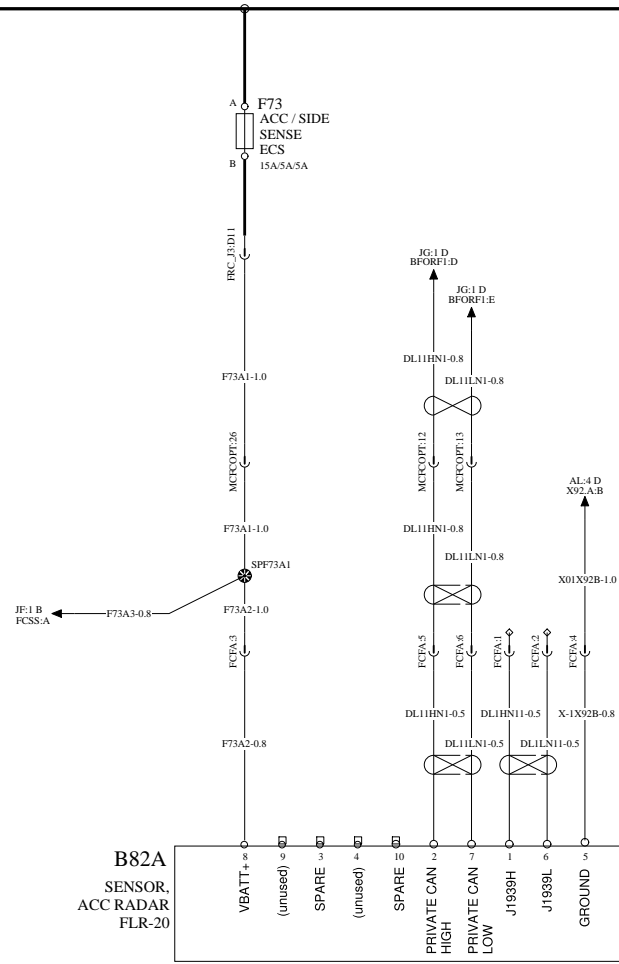 A
F73
ACC / SIDE
SENSE
ECS
B
15A/5A/5A
FRC_J3:D11
JG:1 D
BFORF1:D
JG:1 D
BFORF1:E
F73A1-1.0
DL11HN1-0.8
DL11LN1-0.8
MCFCOPT:26
MCFCOPT:12
MCFCOPT:13
AL:4 D
X92.A:B
F73A1-1.0
DL11HN1-0.8
DL11LN1-0.8
SPF73A1
X01X92B-1.0
JF:1 B
FCSS:A
F73A3-0.8
F73A2-1.0
FCFA:3
FCFA:5
FCFA:6
FCFA:1
FCFA:2
FCFA:4
DL11HN1-0.5
DL1HN11-0.5
X-1X92B-0.8
F73A2-0.8
DL11LN1-0.5
DL1LN11-0.5
B82A
SENSOR,
ACC RADAR
FLR-20
8
9
3
4
10
2
7
1
6
5
VBATT+
(unused)
SPARE
(unused)
SPARE
PRIVATE CAN
HIGH
PRIVATE CAN
LOW
J1939H
J1939L
GROUND